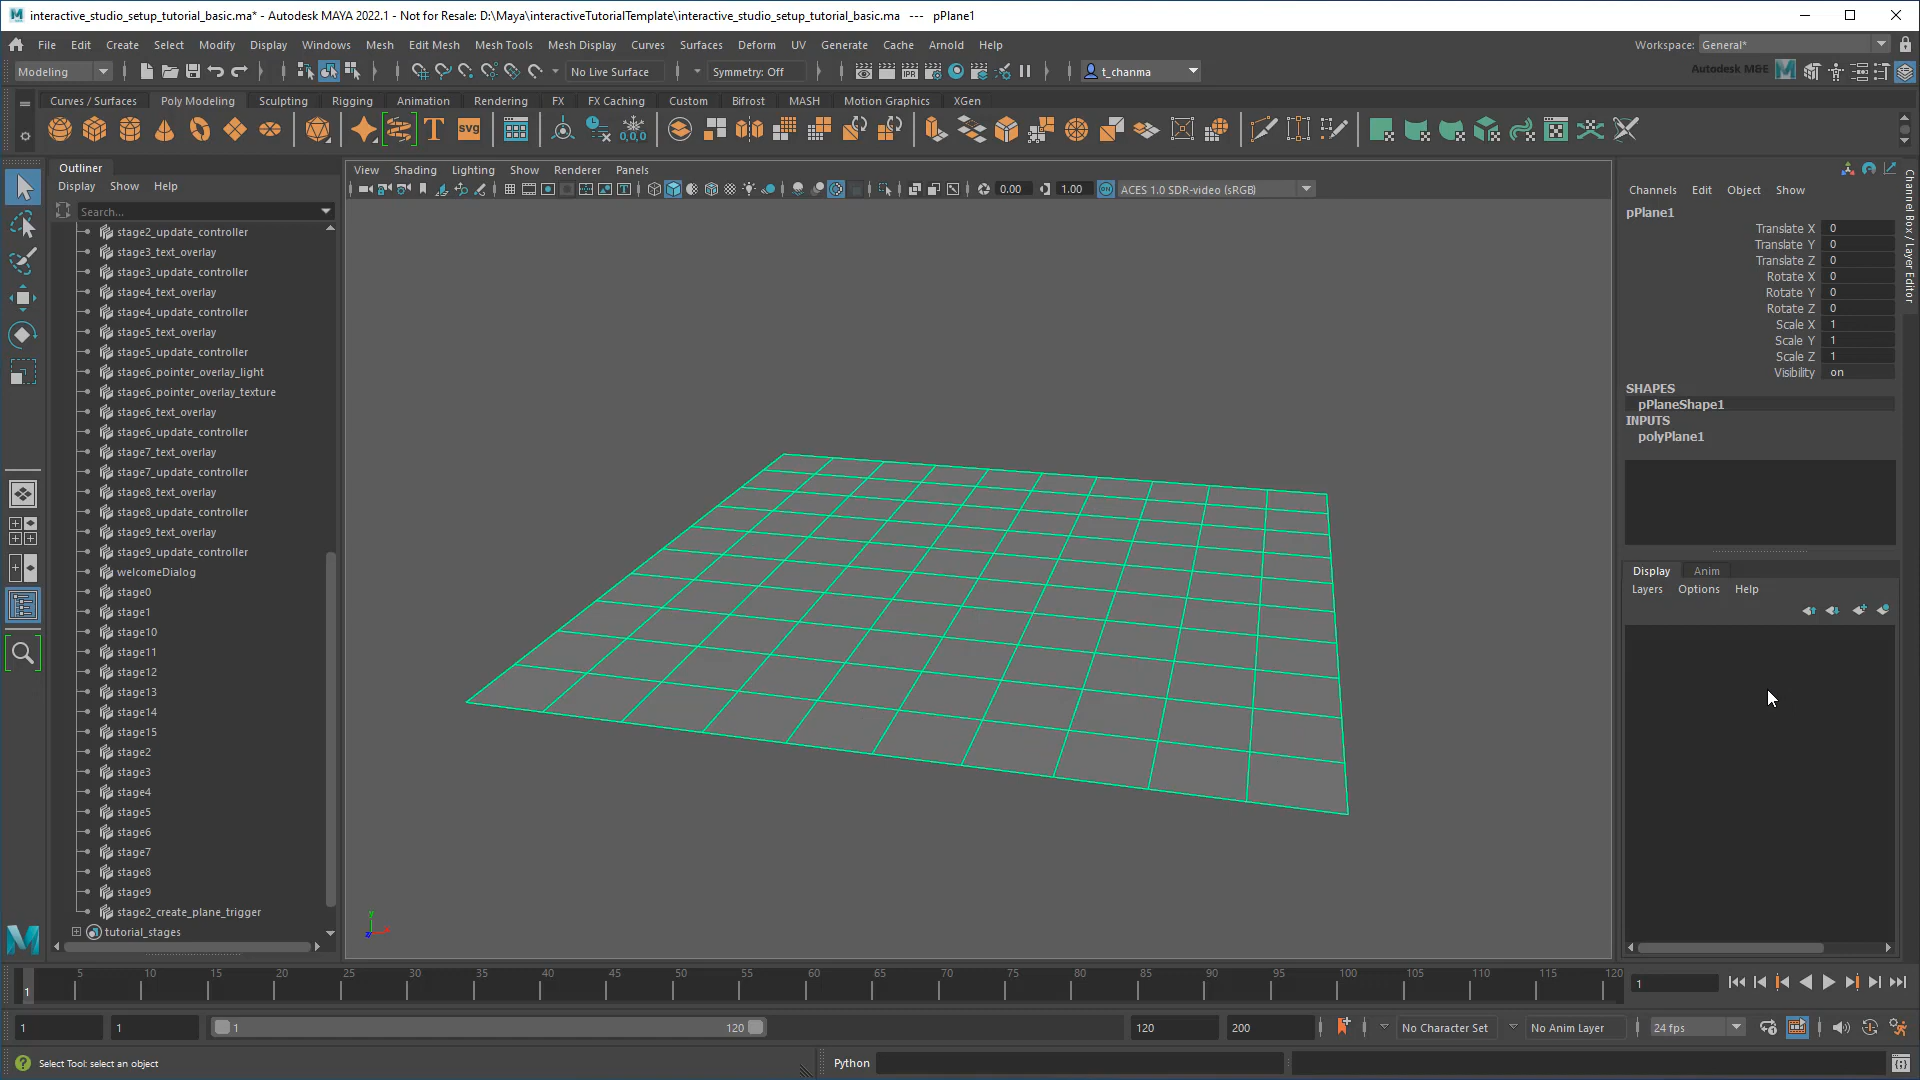 interactive_studio_setup_tutorial_basic.ma* - Autodesk MAYA 2022.1 - Not for Resale: D:\Maya\interactiveTutorialTemplate\interactive_studio_setup_tutorial_basic.ma --- pPlane1
File Edit Create Select Modify Display Windows Mesh Edit Mesh Mesh Tools Mesh Display Curves Surfaces Deform UV Generate Cache Arnold Help Workspace: General*
Modeling No Live Surface Symmetry: Off IPR t_chanma Autodesk M&E
Curves / Surfaces Poly Modeling Sculpting Rigging Animation Rendering FX FX Caching Custom Bifrost MASH Motion Graphics XGen
T SVG 0,0,0
Outliner
Display Show Help
Search...
stage2_update_controller
stage3_text_overlay
stage3_update_controller
stage4_text_overlay
stage4_update_controller
stage5_text_overlay
stage5_update_controller
stage6_pointer_overlay_light
stage6_pointer_overlay_texture
stage6_text_overlay
stage6_update_controller
stage7_text_overlay
stage7_update_controller
stage8_text_overlay
stage8_update_controller
stage9_text_overlay
stage9_update_controller
welcomeDialog
stage0
stage1
stage10
stage11
stage12
stage13
stage14
stage15
stage2
stage3
stage4
stage5
stage6
stage7
stage8
stage9
stage2_create_plane_trigger
tutorial_stages
View Shading Lighting Show Renderer Panels
0.00 1.00 ON ACES 1.0 SDR-video (sRGB)
y
z
x
Channels Edit Object Show
pPlane1
Translate X 0
Translate Y 0
Translate Z 0
Rotate X 0
Rotate Y 0
Rotate Z 0
Scale X 1
Scale Y 1
Scale Z 1
Visibility on
SHAPES
pPlaneShape1
INPUTS
polyPlane1
Display Anim
Layers Options Help
Channel Box / Layer Editor
5 10 15 20 25 30 35 40 45 50 55 60 65 70 75 80 85 90 95 100 105 110 115 120
1 1
1 1 1 120 120 200 No Character Set No Anim Layer 24 fps
Select Tool: select an object Python